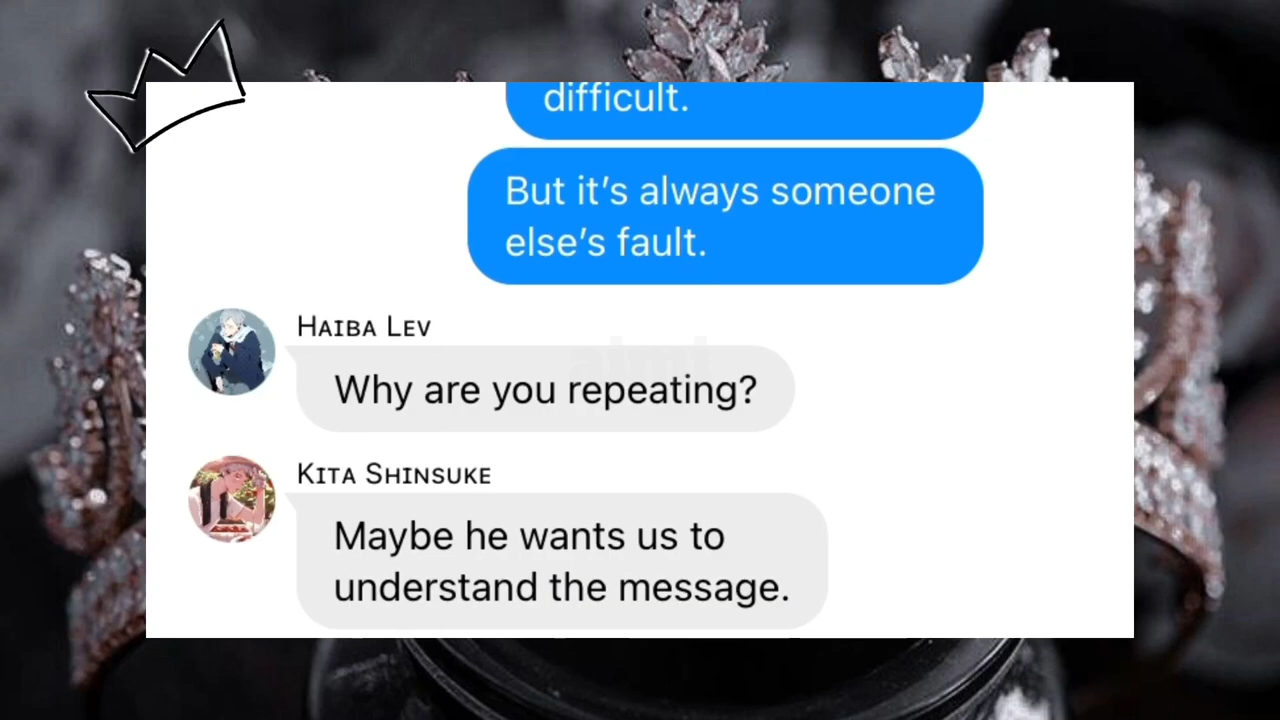 difficult.
But it’s always someone
else’s fault.
Haiba Lev
Why are you repeating?
Kita Shinsuke
Maybe he wants us to
understand the message.